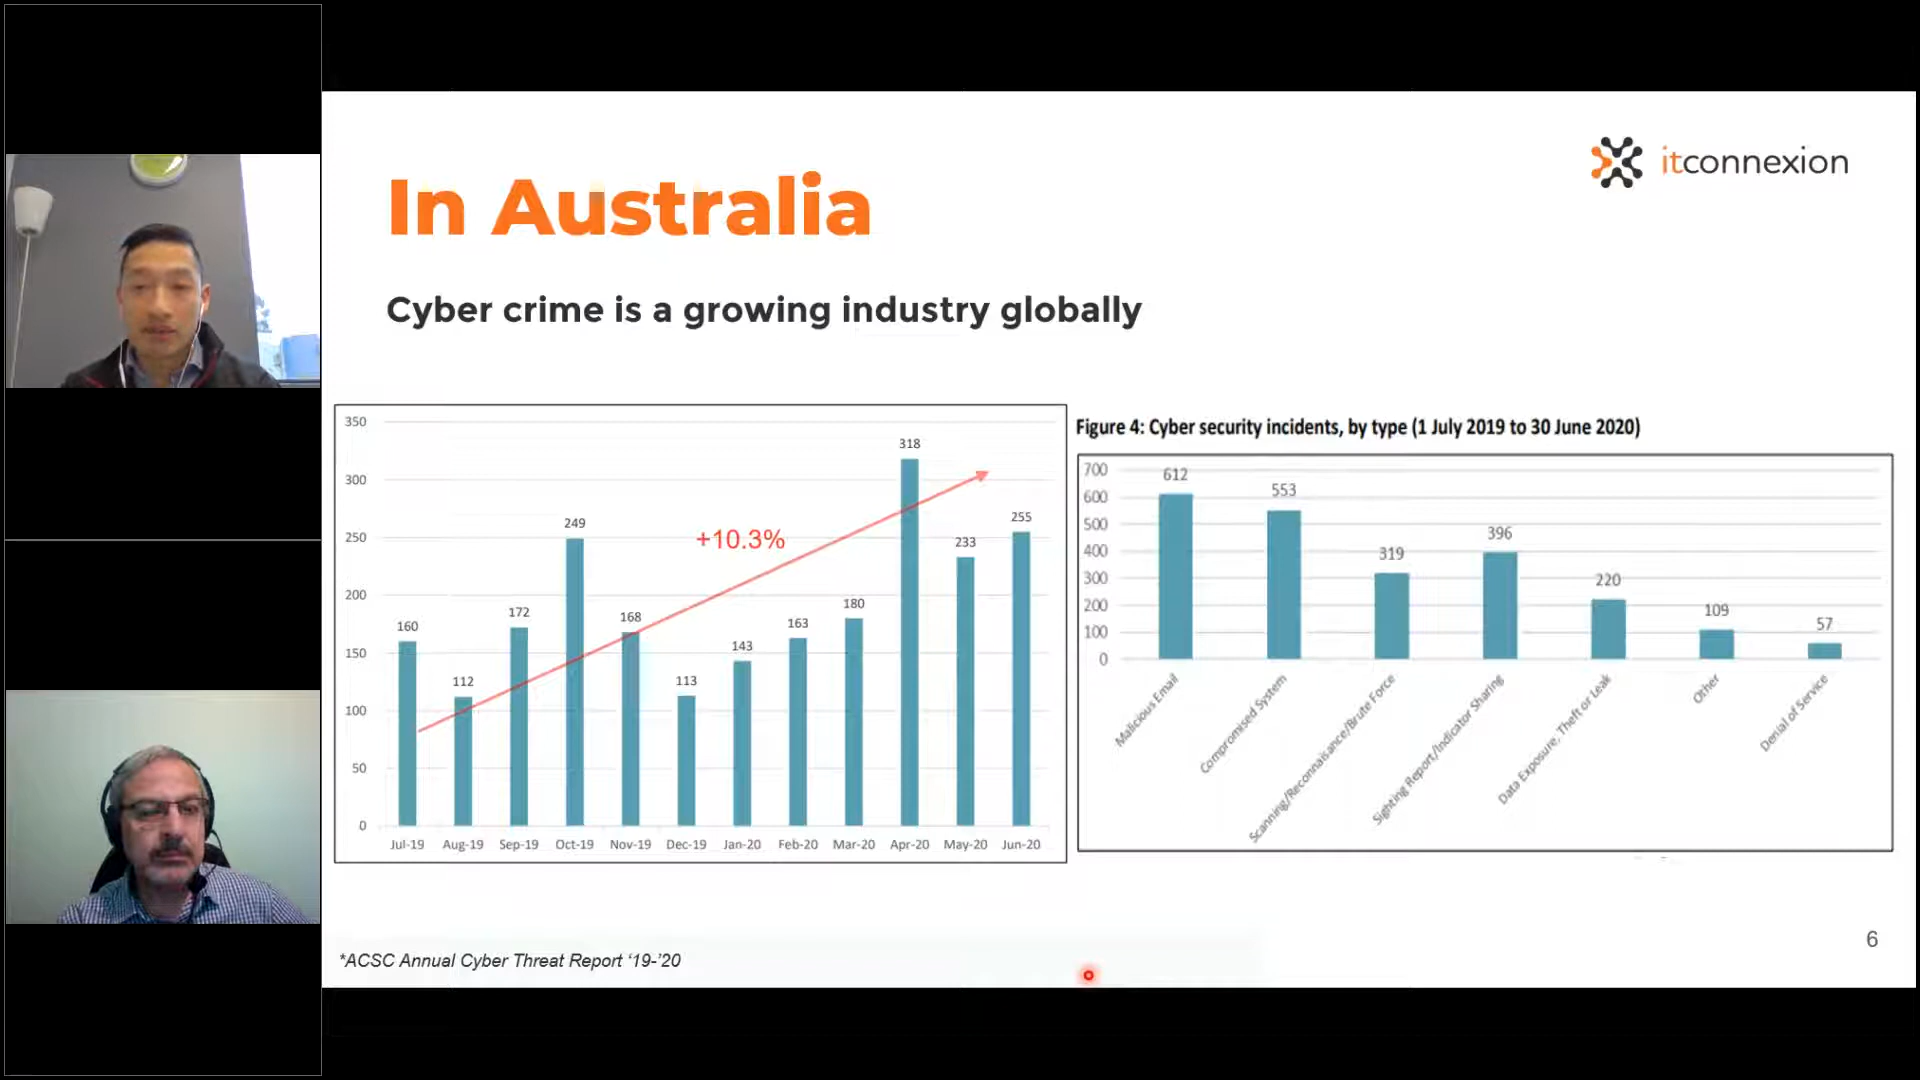 itconnexion
In Australia
Cyber crime is a growing industry globally
350
300
250
200
150
100
50
0
160
112
172
249
168
113
143
163
180
318
233
255
+10.3%
Jul-19 Aug-19 Sep-19 Oct-19 Nov-19 Dec-19 Jan-20 Feb-20 Mar-20 Apr-20 May-20 Jun-20
Figure 4: Cyber security incidents, by type (1 July 2019 to 30 June 2020)
700
600
500
400
300
200
100
0
612
553
319
396
220
109
57
Malicious Email
Compromised System
Scanning/Reconnaisance/Brute Force
Sighting Report/Indicator Sharing
Data Exposure, Theft or Leak
Other
Denial of Service
*ACSC Annual Cyber Threat Report ‘19-’20
6